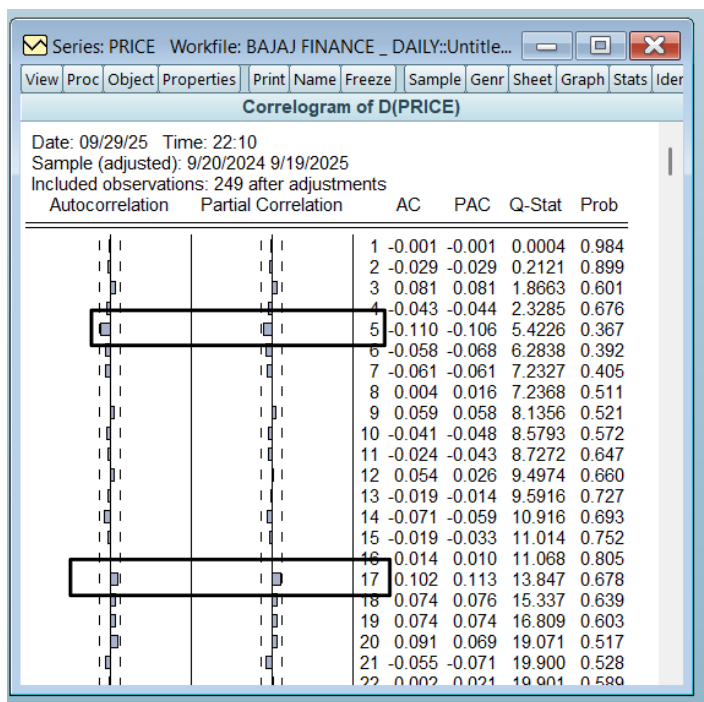 Series: PRICE Workfile: BAJAJ FINANCE _ DAILY::Untitle...
View Proc Object Properties Print Name Freeze Sample Genr Sheet Graph Stats Iden
Correlogram of D(PRICE)
Date: 09/29/25 Time: 22:10
Sample (adjusted): 9/20/2024 9/19/2025
Included observations: 249 after adjustments
Autocorrelation Partial Correlation AC PAC Q-Stat Prob
1 -0.001 -0.001 0.0004 0.984
2 -0.029 -0.029 0.2121 0.899
3 0.081 0.081 1.8663 0.601
4 -0.043 -0.044 2.3285 0.676
5 -0.110 -0.106 5.4226 0.367
6 -0.058 -0.068 6.2838 0.392
7 -0.061 -0.061 7.2327 0.405
8 0.004 0.016 7.2368 0.511
9 0.059 0.058 8.1356 0.521
10 -0.041 -0.048 8.5793 0.572
11 -0.024 -0.043 8.7272 0.647
12 0.054 0.026 9.4974 0.660
13 -0.019 -0.014 9.5916 0.727
14 -0.071 -0.059 10.916 0.693
15 -0.019 -0.033 11.014 0.752
16 0.014 0.010 11.068 0.805
17 0.102 0.113 13.847 0.678
18 0.074 0.076 15.337 0.639
19 0.074 0.074 16.809 0.603
20 0.091 0.069 19.071 0.517
21 -0.055 -0.071 19.900 0.528
22 0.002 0.021 19.901 0.589